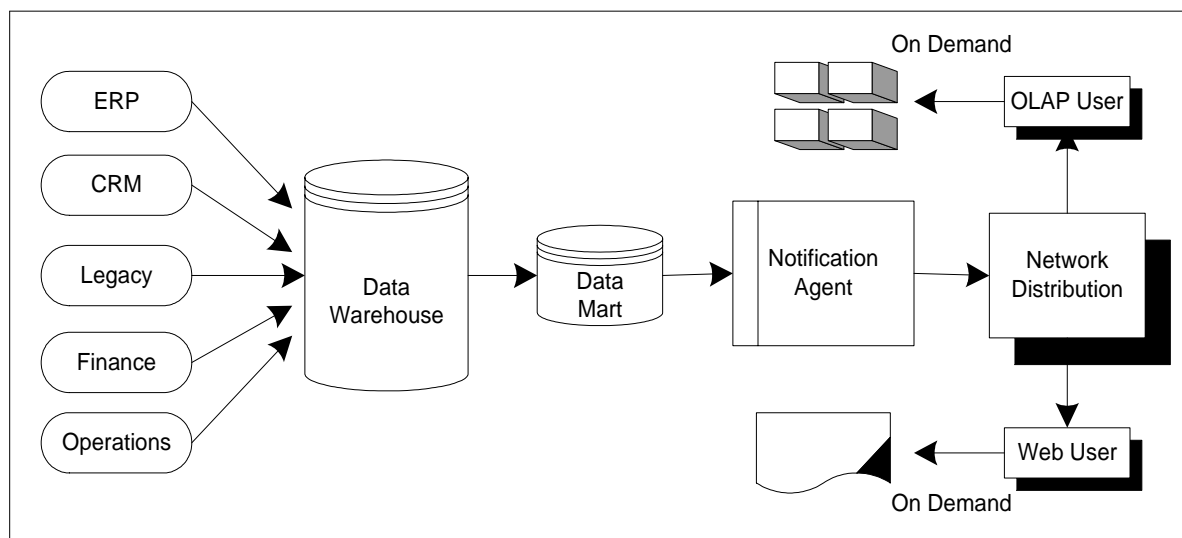 ERP
CRM
Legacy
Finance
Operations
Data
Warehouse
Data
Mart
Notification
Agent
Network
Distribution
On Demand
OLAP User
Web User
On Demand